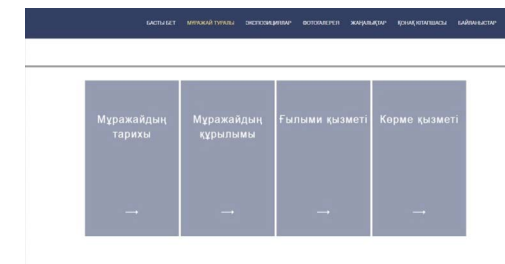 БАСТЫ БЕТ МҰРАЖАЙ ТУРАЛЫ ЭКСПОЗИЦИЯЛАР ФОТОГАЛЕРЕЯ ЖАҢАЛЫҚТАР ҚОНАҚ КІТАПШАСЫ БАЙЛАНЫСТАР
Мұражайдың Мұражайдың Ғылыми қызметі Көрме қызметі
тарихы құрылымы